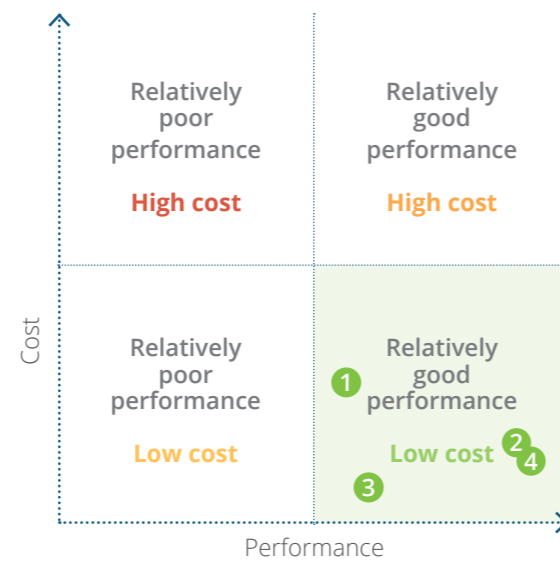 Relatively
poor
performance
High cost
Relatively
good
performance
High cost
Cost
Relatively
poor
performance
Low cost
Relatively
good
1
performance
Low cost
2
4
3
Performance